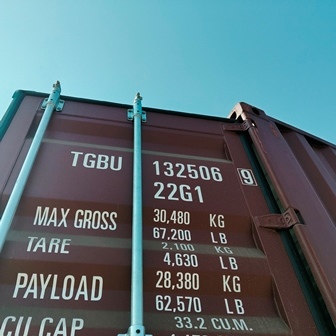 TGBU 132506 9
22G1
MAX GROSS 30,480 KG
67,200 LB
TARE 2,100 KG
4,630 LB
PAYLOAD 28,380 KG
62,570 LB
CU CAP 33.2 CU.M.